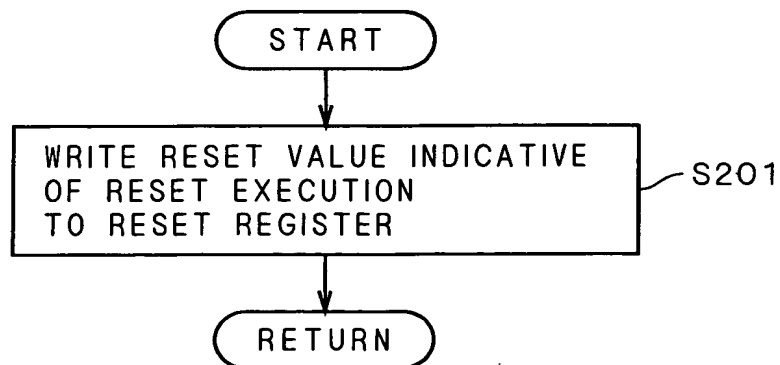 START
WRITE RESET VALUE INDICATIVE
OF RESET EXECUTION
TO RESET REGISTER
S201
RETURN